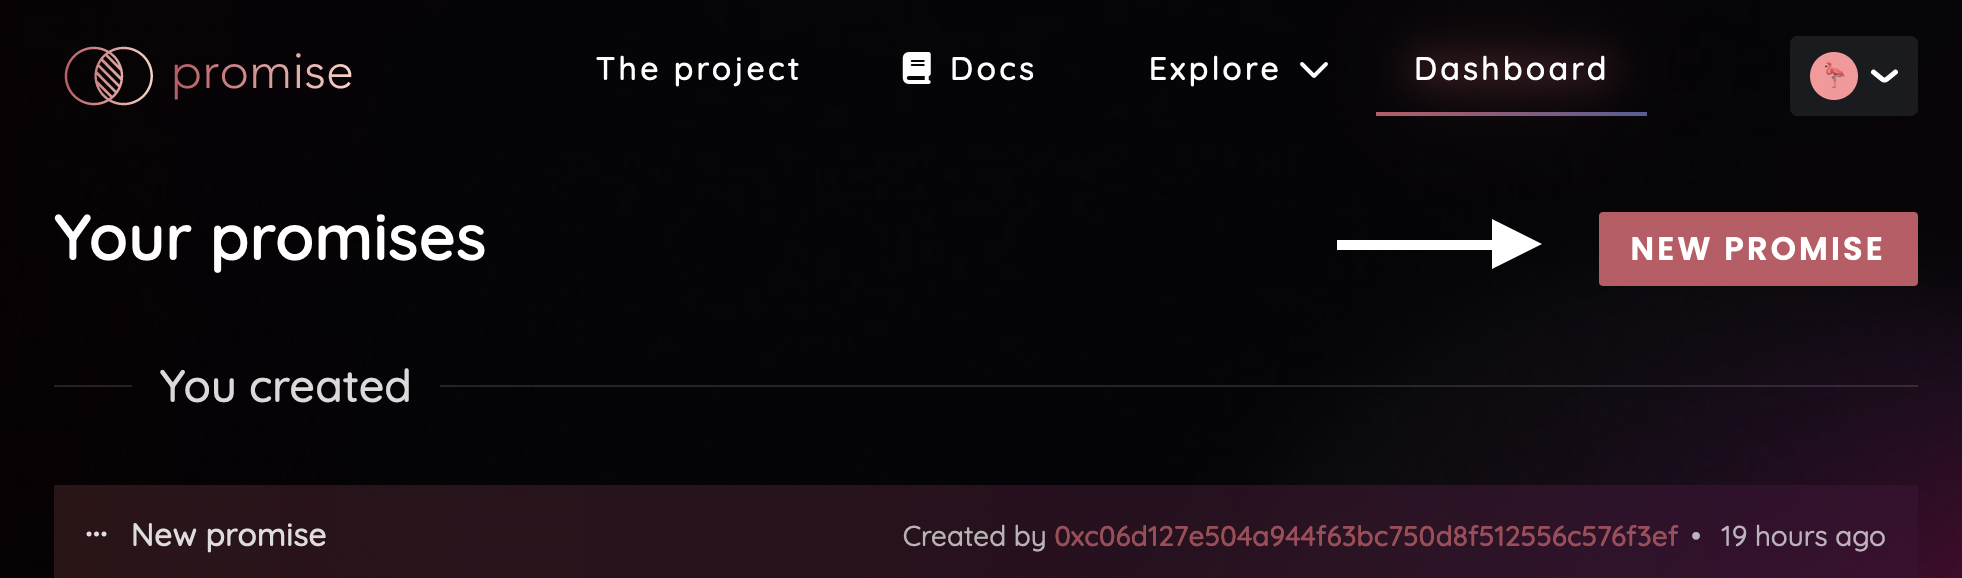 promise
The project
Docs
Explore
Dashboard
Your promises
NEW PROMISE
You created
New promise
Created by 0xc06d127e504a944f63bc750d8f512556c576f3ef • 19 hours ago